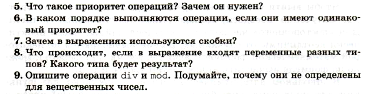 5. Что такое приоритет операций? Зачем он нужен?
6. В каком порядке выполняются операции, если они имеют одинако-
вый приоритет?
7. Зачем в выражениях используются скобки?
8. Что происходит, если в выражение входят переменные разных ти-
пов? Какого типа будет результат?
9. Опишите операции div и mod. Подумайте, почему они не определены
для вещественных чисел.